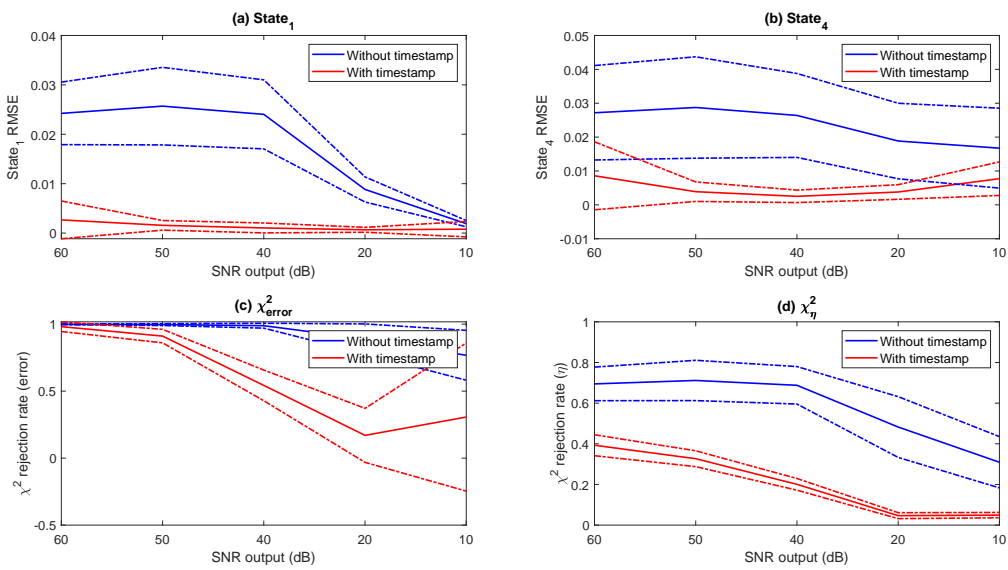 (a) State₁
0.04
0.03
0.02
0.01
0
State₁ RMSE
60
50
40
20
10
SNR output (dB)
Without timestamp
With timestamp
(b) State₄
0.05
0.04
0.03
0.02
0.01
0
-0.01
State₄ RMSE
60
50
40
20
10
SNR output (dB)
Without timestamp
With timestamp
(c) χ²error
1
0.5
0
-0.5
χ² rejection rate (error)
60
50
40
20
10
SNR output (dB)
Without timestamp
With timestamp
(d) χ²η
1
0.8
0.6
0.4
0.2
0
χ² rejection rate (η)
60
50
40
20
10
SNR output (dB)
Without timestamp
With timestamp